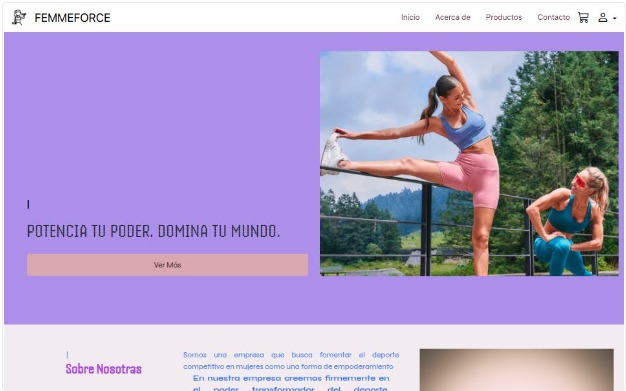 FEMMEFORCE
Inicio Acerca de Productos Contacto
POTENCIA TU PODER. DOMINA TU MUNDO.
Ver Más
Sobre Nosotras
Somos una empresa que busca fomentar el deporte
competitivo en mujeres como una forma de empoderamiento
En nuestra empresa creemos firmemente en
el poder transformador del deporte